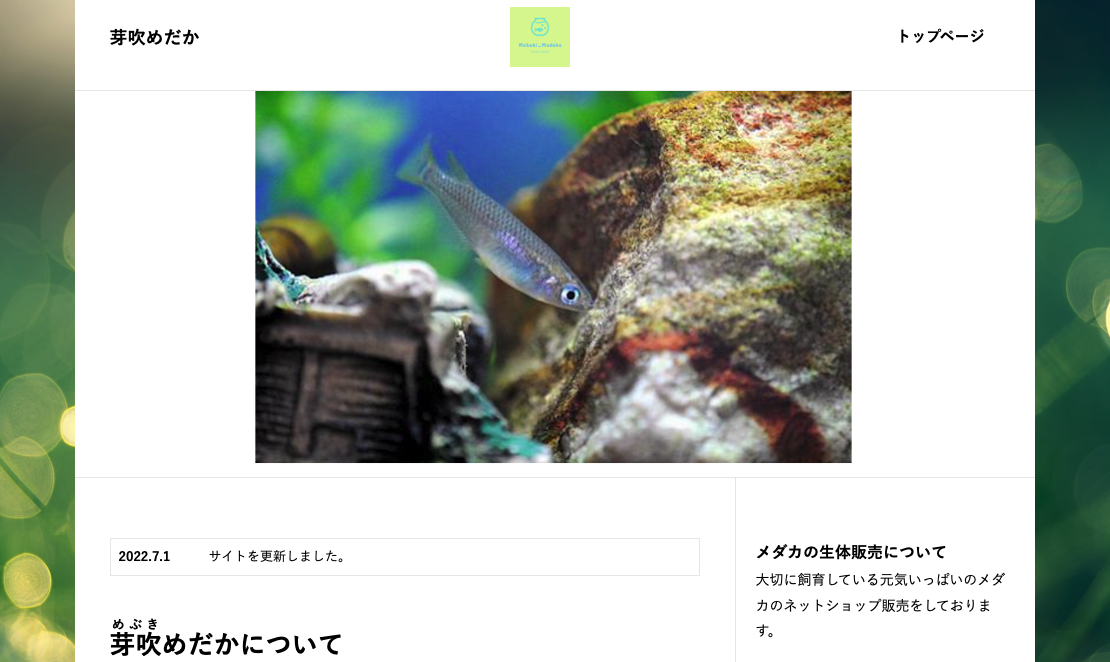 芽吹めだか
トップページ
2022.7.1 サイトを更新しました。
めぶき
芽吹めだかについて
メダカの生体販売について
大切に飼育している元気いっぱいのメダ
カのネットショップ販売をしておりま
す。